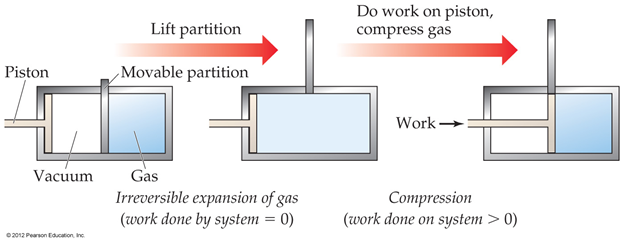 Lift partition
Do work on piston,
compress gas
Piston
Movable partition
Work
Vacuum
Gas
Irreversible expansion of gas
(work done by system = 0)
Compression
(work done on system > 0)
© 2012 Pearson Education, Inc.